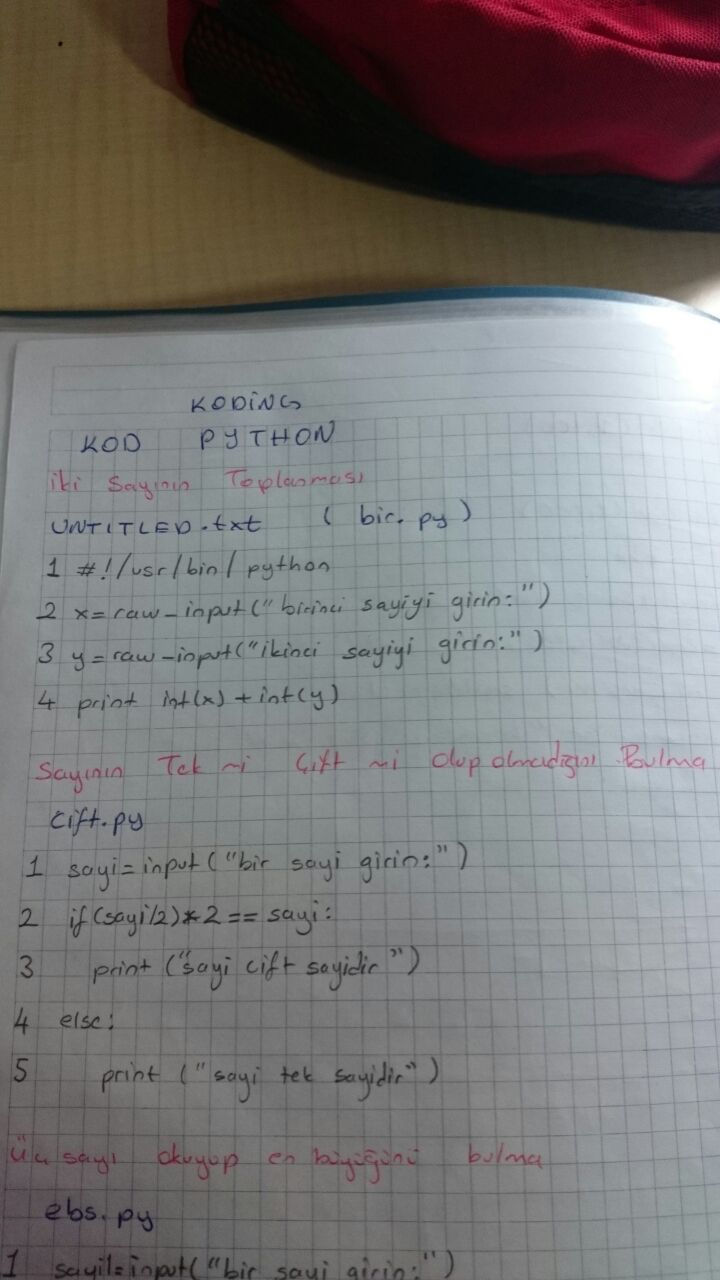 KODİNG
KOD PYTHON
iki Sayının Toplanması
UNTITLED.txt ( bir.py )
1 #!/usr/bin/python
2 x=raw_input("birinci sayiyi girin:")
3 y=raw_input("ikinci sayiyi girin:")
4 print int(x)+int(y)
Sayının Tek mi Çift mi Olup olmadığını Bulma
Cift.py
1 sayi=input("bir sayi girin:")
2 if(sayi/2)*2==sayi:
3 print ("sayi cift sayidir")
4 else:
5 print ("sayi tek sayidir")
Üç sayı okuyup en büyüğünü bulma
ebs.py
1 sayi1=input("bir sayi girin:")